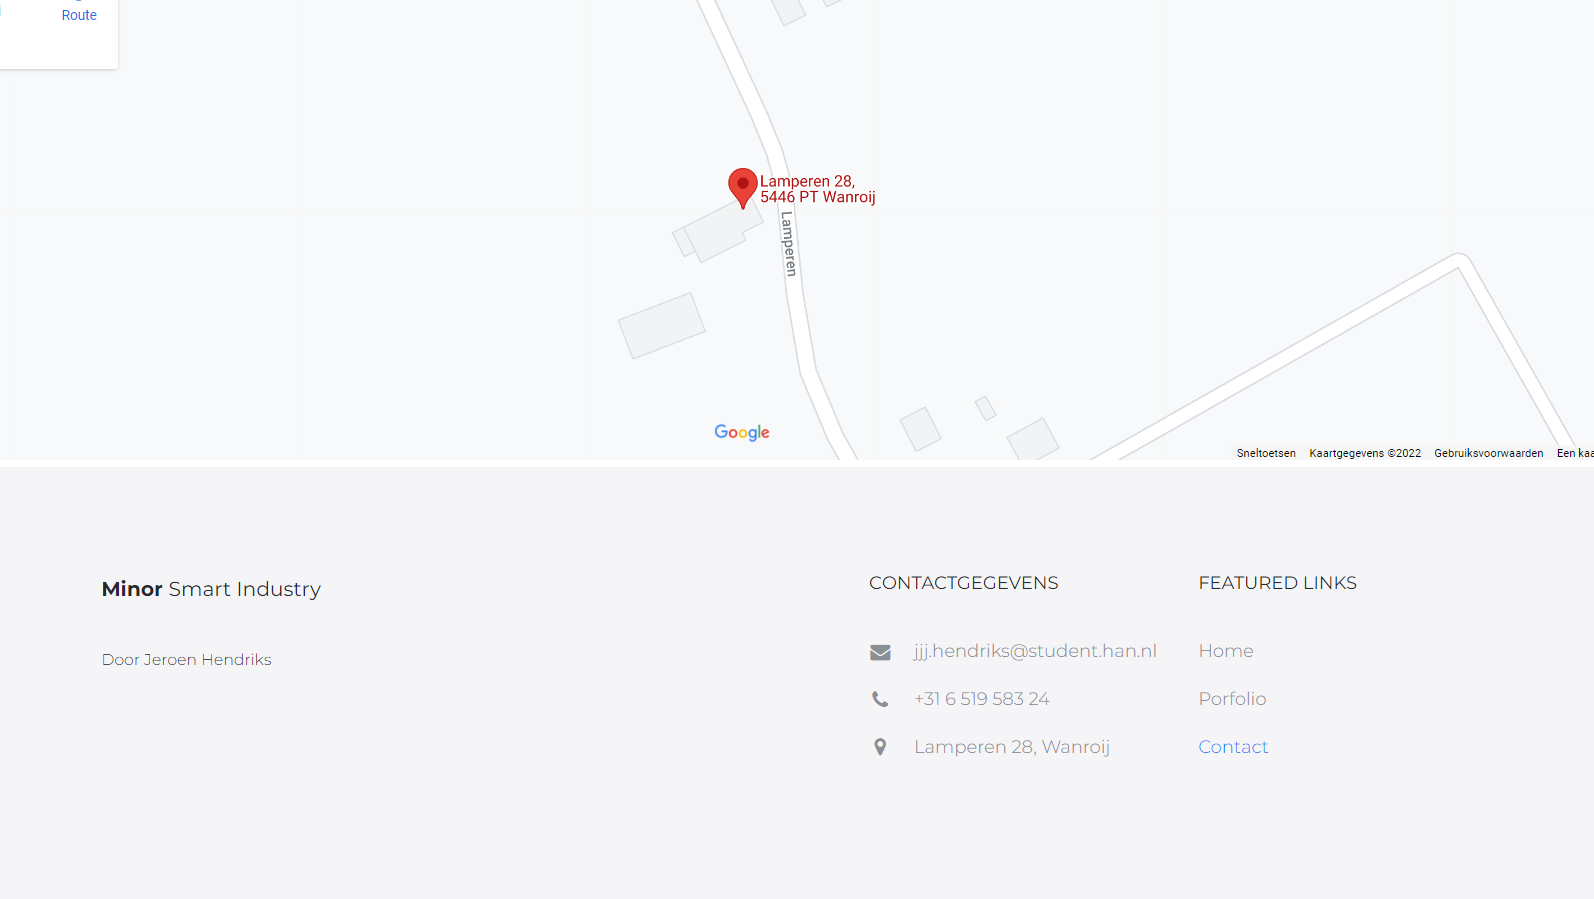 Route
Lamperen 28,
5446 PT Wanroij
Lamperen
Google
Sneltoetsen Kaartgegevens ©2022 Gebruiksvoorwaarden Een kaa
Minor Smart Industry
Door Jeroen Hendriks
CONTACTGEGEVENS
jjj.hendriks@student.han.nl
+31 6 519 583 24
Lamperen 28, Wanroij
FEATURED LINKS
Home
Porfolio
Contact